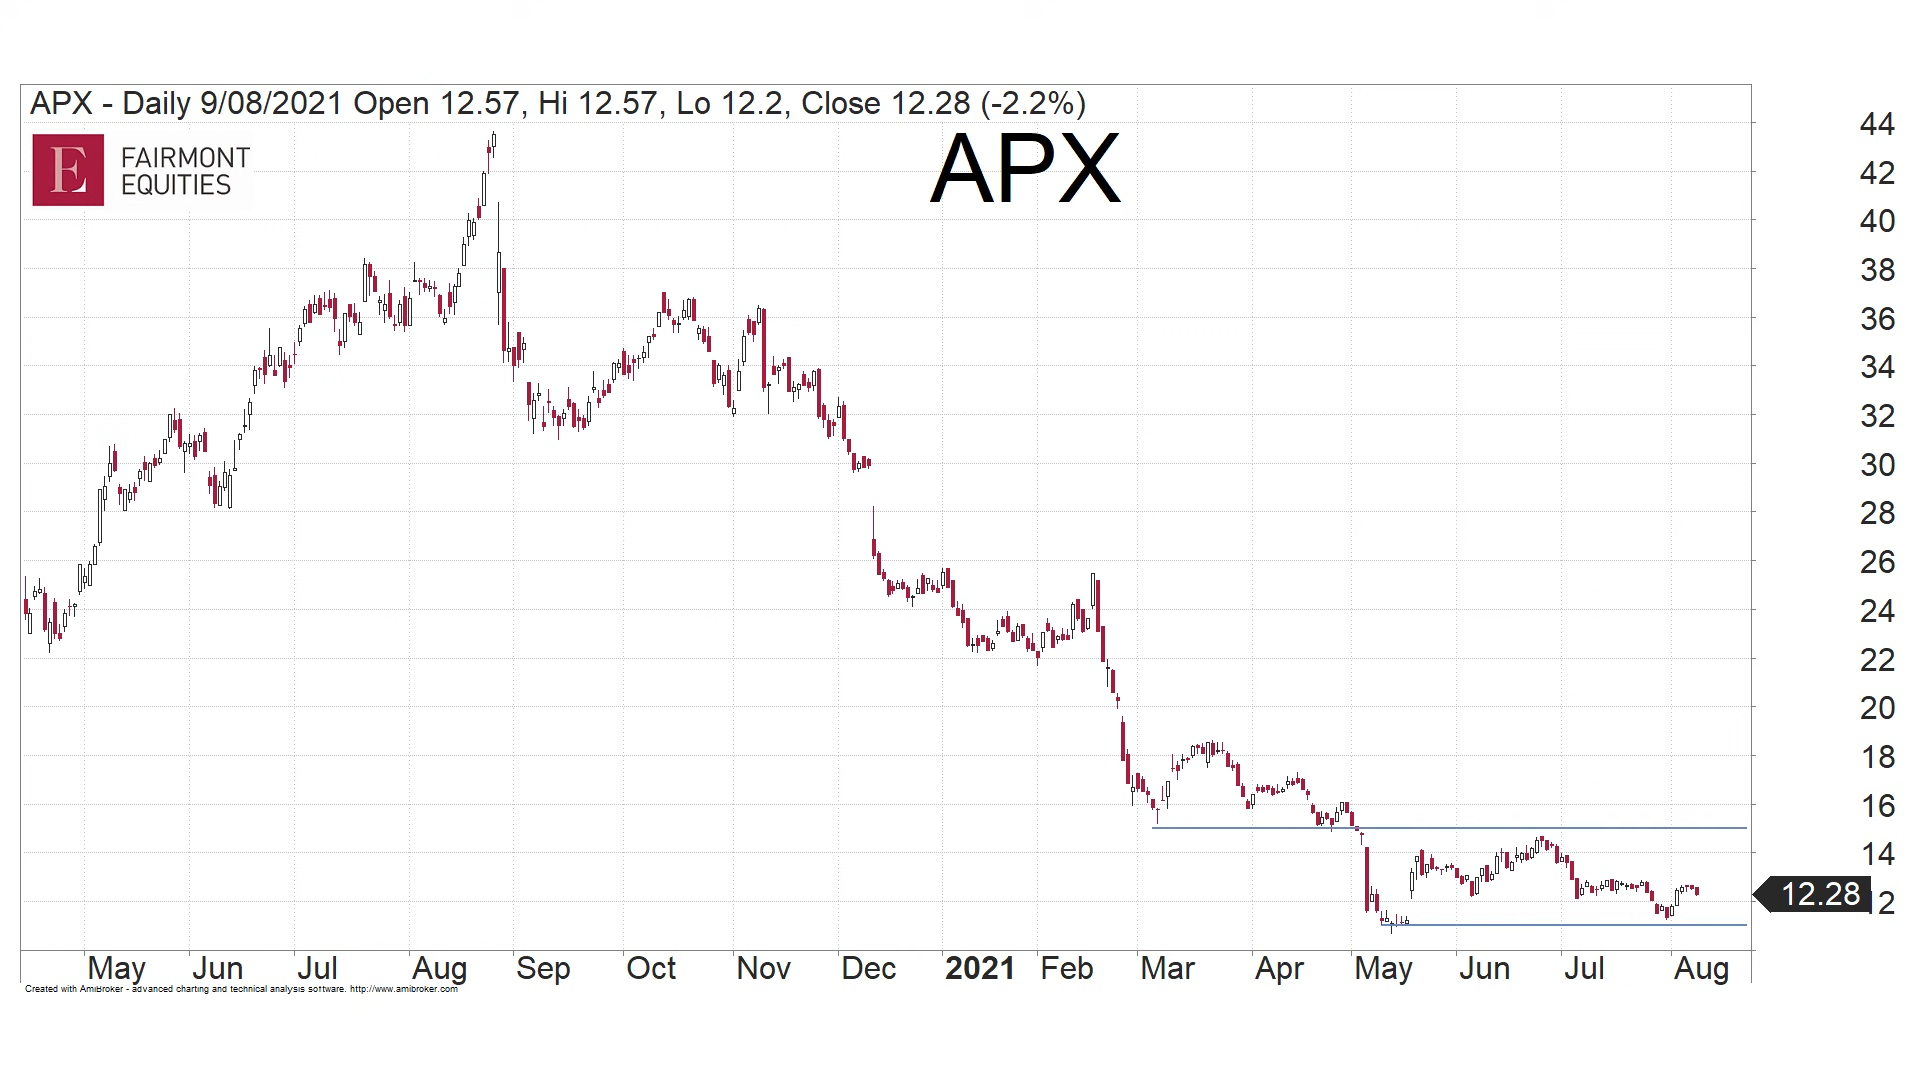 APX - Daily 9/08/2021 Open 12.57, Hi 12.57, Lo 12.2, Close 12.28 (-2.2%)
E
FAIRMONT
EQUITIES
APX
44
42
40
38
36
34
32
30
28
26
24
22
20
18
16
14
12.28
12
May Jun Jul Aug Sep Oct Nov Dec 2021 Feb Mar Apr May Jun Jul Aug
Created with AmiBroker - advanced charting and technical analysis software. http://www.amibroker.com